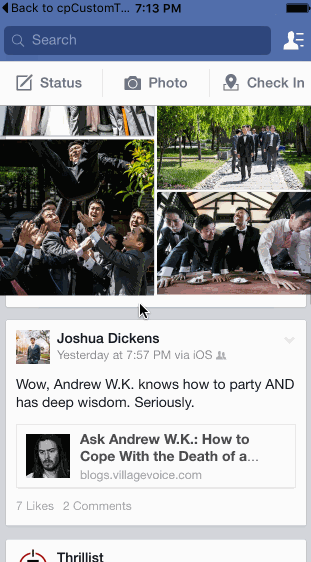 Back to cpCustomT... 7:13 PM
Search
Status Photo Check In
Joshua Dickens
Yesterday at 7:57 PM via iOS
Wow, Andrew W.K. knows how to party AND
has deep wisdom. Seriously.
Ask Andrew W.K.: How to
Cope With the Death of a...
blogs.villagevoice.com
7 Likes 2 Comments
Thrillist